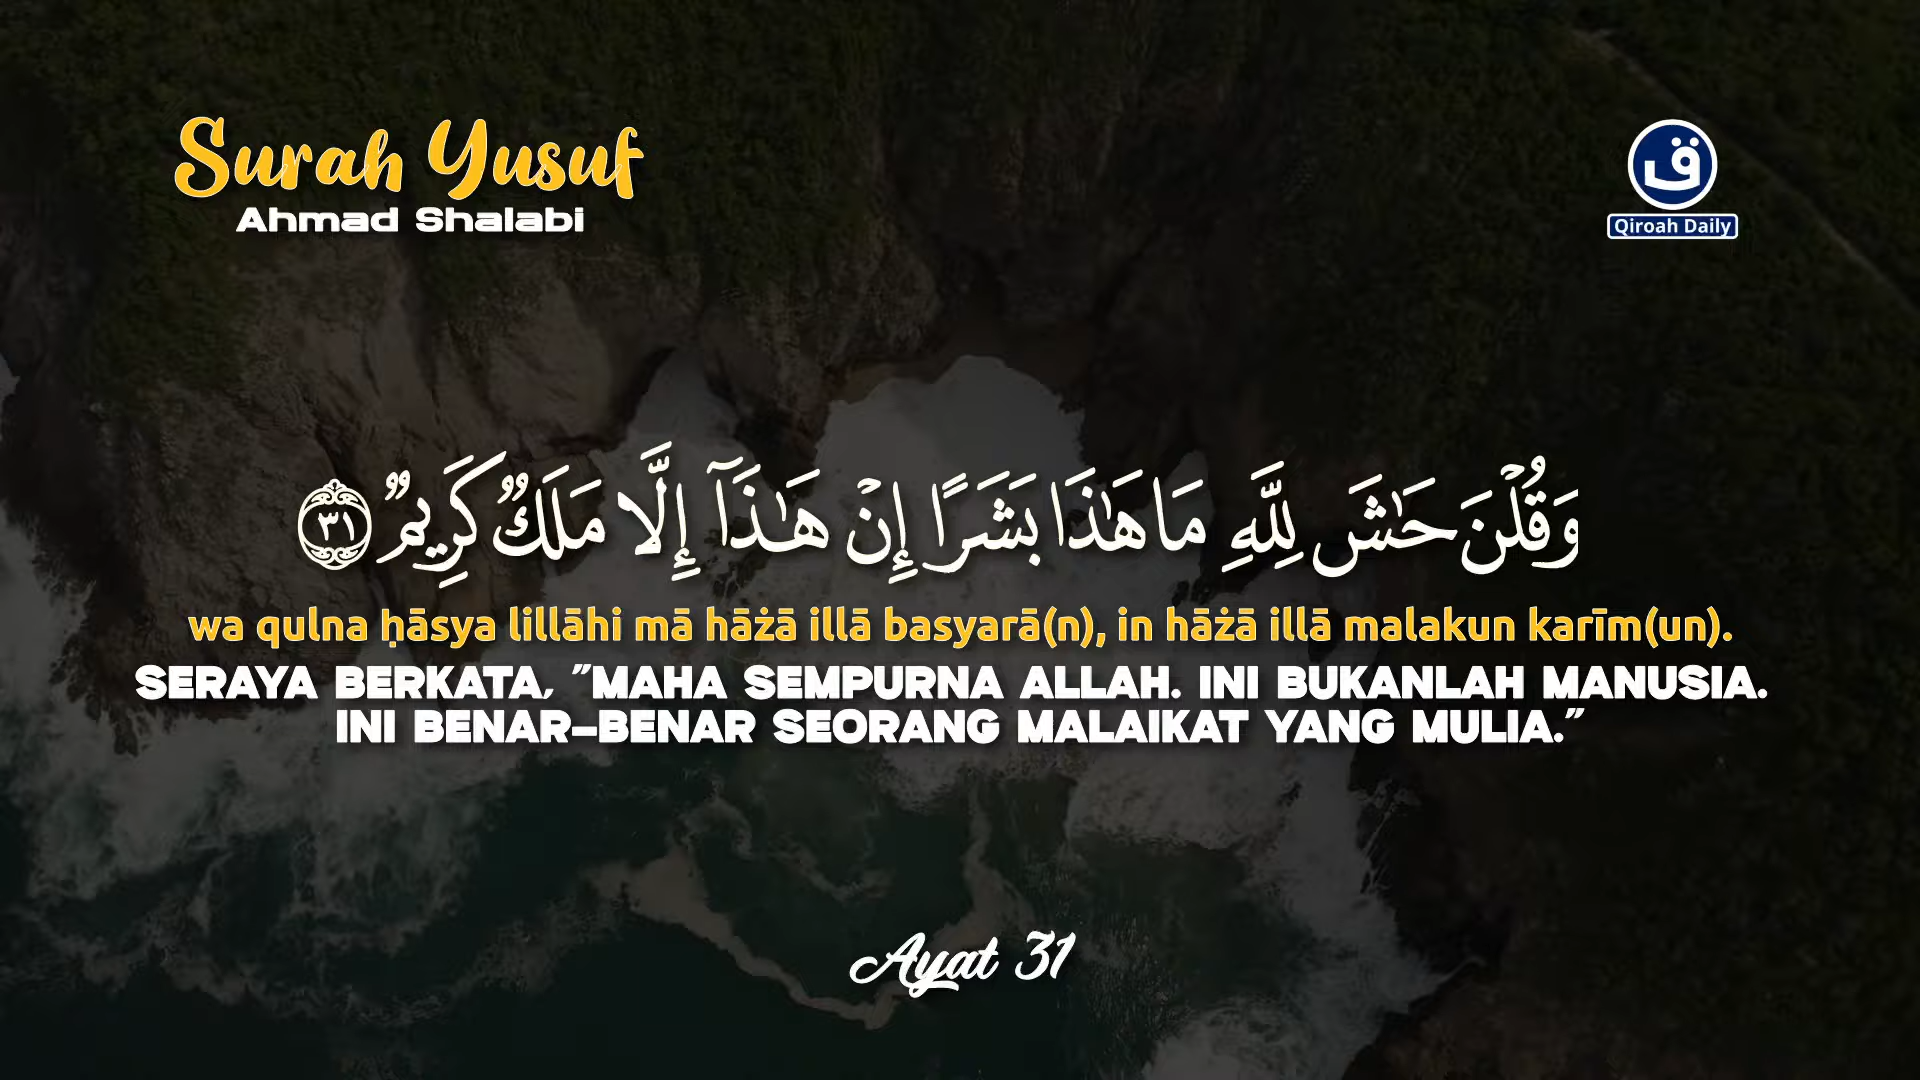 Surah Yusuf
Ahmad Shalabi
ق
Qiroah Daily
وَقُلْنَ حَـٰشَ لِلَّهِ مَا هَـٰذَا بَشَرًا إِنْ هَـٰذَآ إِلَّا مَلَكٌ كَرِيمٌ ٣١
wa qulna ḥāsya lillāhi mā hāżā illā basyarā(n), in hāżā illā malakun karīm(un).
SERAYA BERKATA, "MAHA SEMPURNA ALLAH. INI BUKANLAH MANUSIA.
INI BENAR-BENAR SEORANG MALAIKAT YANG MULIA."
Ayat 31